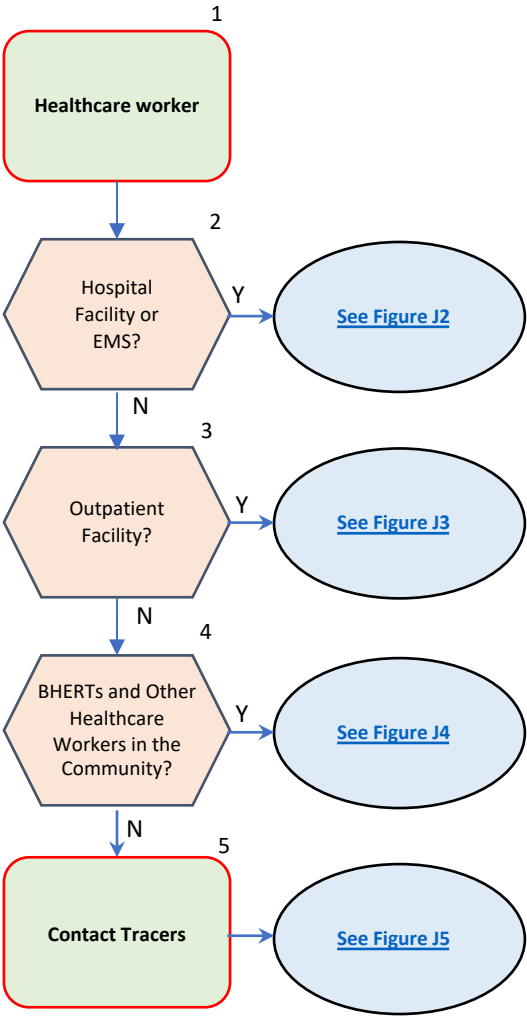 1
Healthcare worker
2
Hospital
Facility or
EMS?
Y
See Figure J2
N
3
Outpatient
Facility?
Y
See Figure J3
N
4
BHERTs and Other
Healthcare
Workers in the
Community?
Y
See Figure J4
N
5
Contact Tracers
See Figure J5